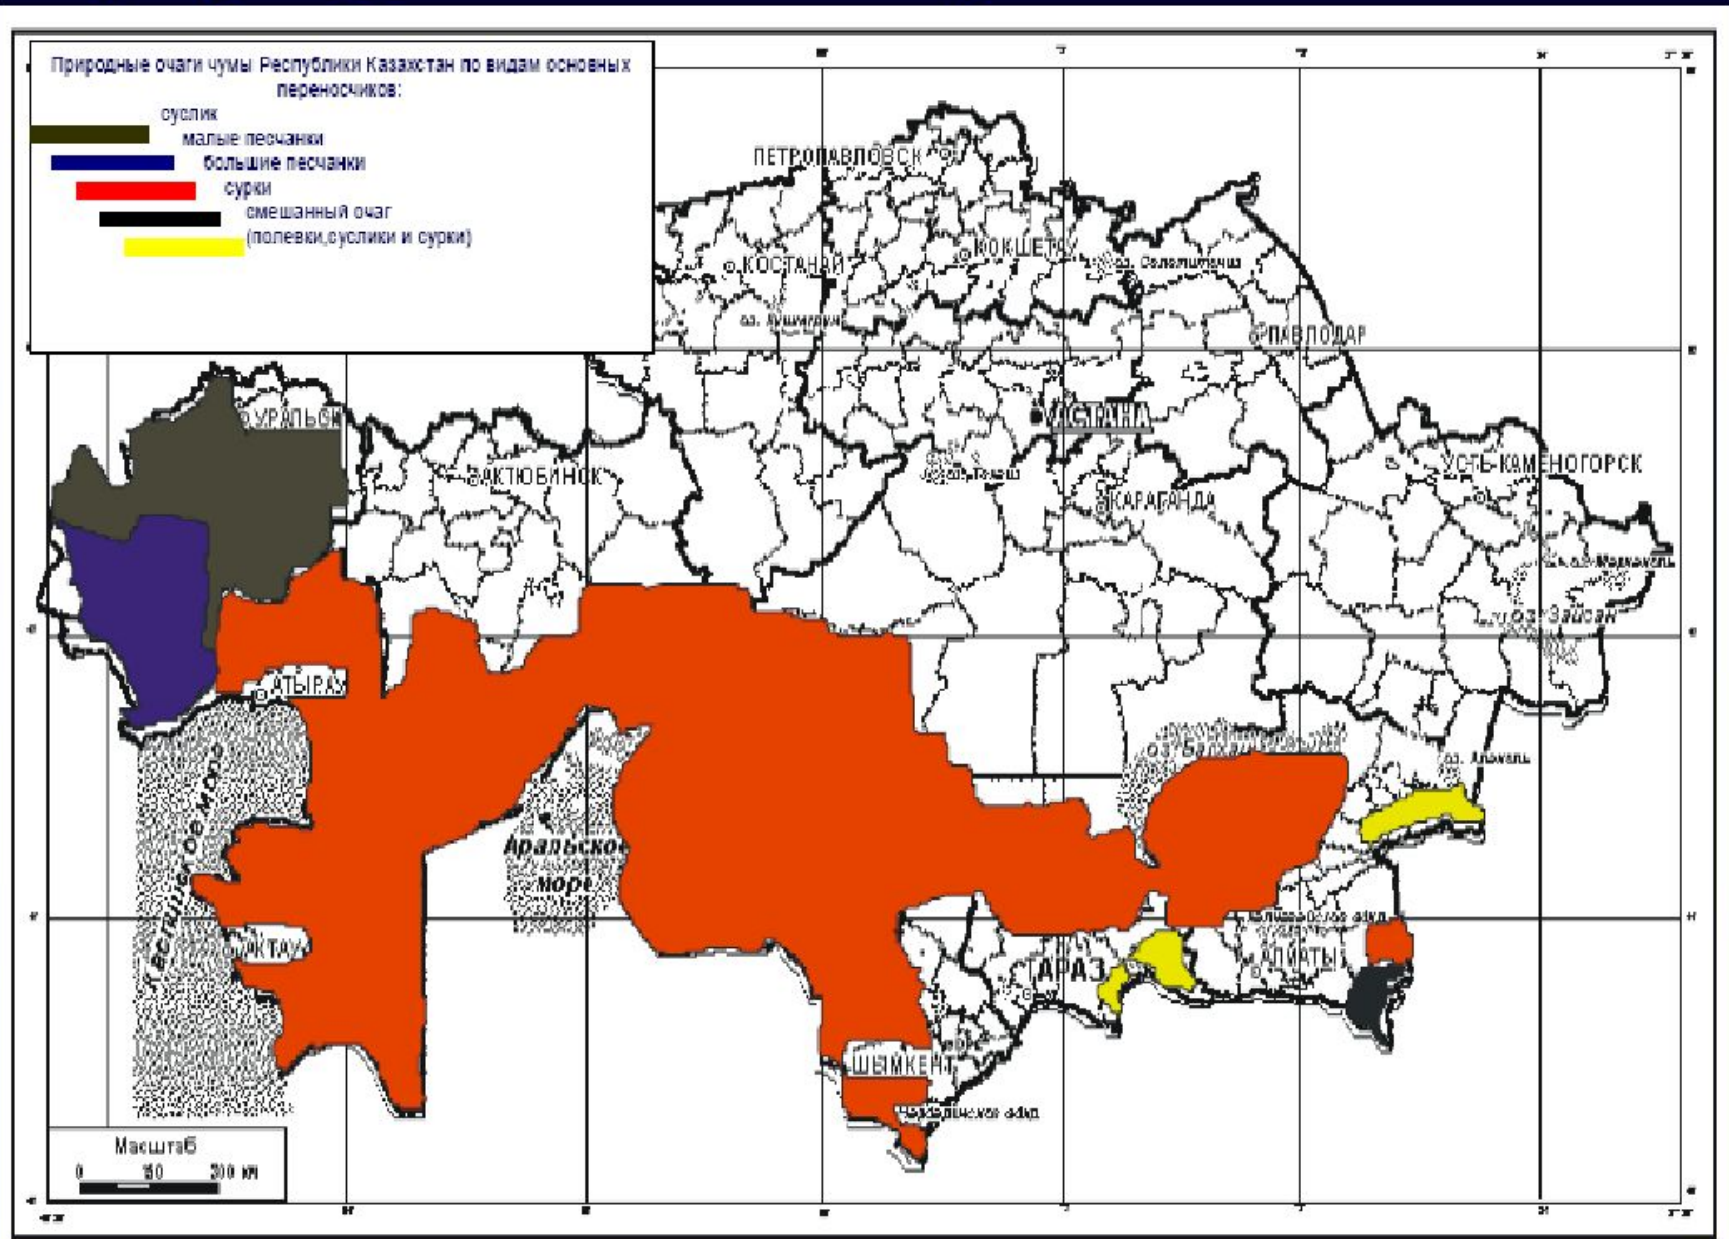 Природные очаги чумы Республики Казахстан по видам основных
переносчиков:
суслик
малые песчанки
большие песчанки
сурки
смешанный очаг
(полевки,суслики и сурки)
ПЕТРОПАВЛОВСК
КОКШЕТАУ
КОСТАНАЙ
ПАВЛОДАР
УРАЛЬСК
АСТАНА
АКТЮБИНСК
УСТЬ-КАМЕНОГОРСК
КАРАГАНДА
оз. Зайсан
АТЫРАУ
оз. Балхаш
оз. Алаколь
Каспийское море
Аральское
море
АКТАУ
ТАРАЗ
АЛМАТЫ
ШЫМКЕНТ
Масштаб
0 150 300 км